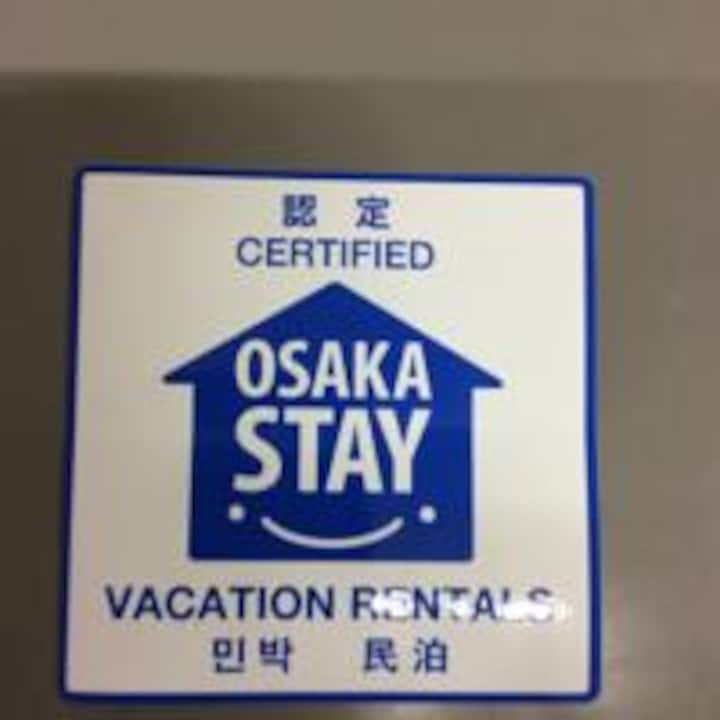 認 定
CERTIFIED
OSAKA
STAY
VACATION RENTALS
민박 民泊